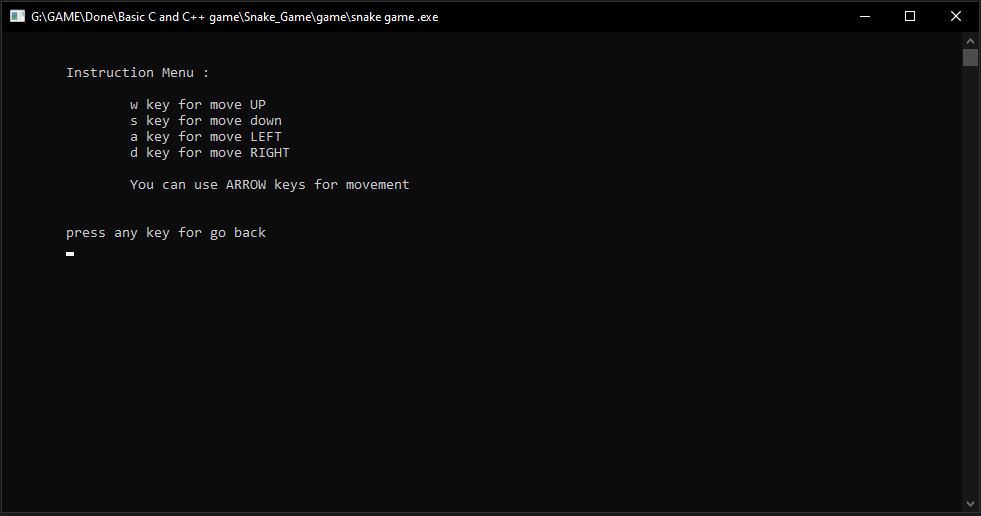 G:\GAME\Done\Basic C and C++ game\Snake_Game\game\snake game .exe
Instruction Menu :
w key for move UP
s key for move down
a key for move LEFT
d key for move RIGHT
You can use ARROW keys for movement
press any key for go back